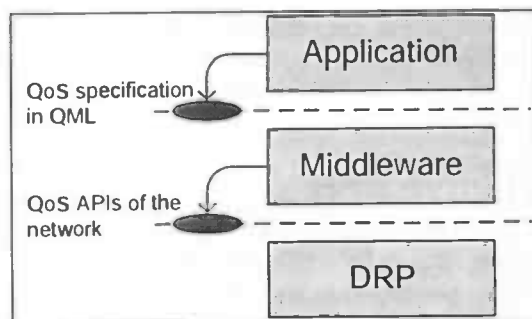 Application
QoS specification
in QML
Middleware
QoS APIs of the
network
DRP